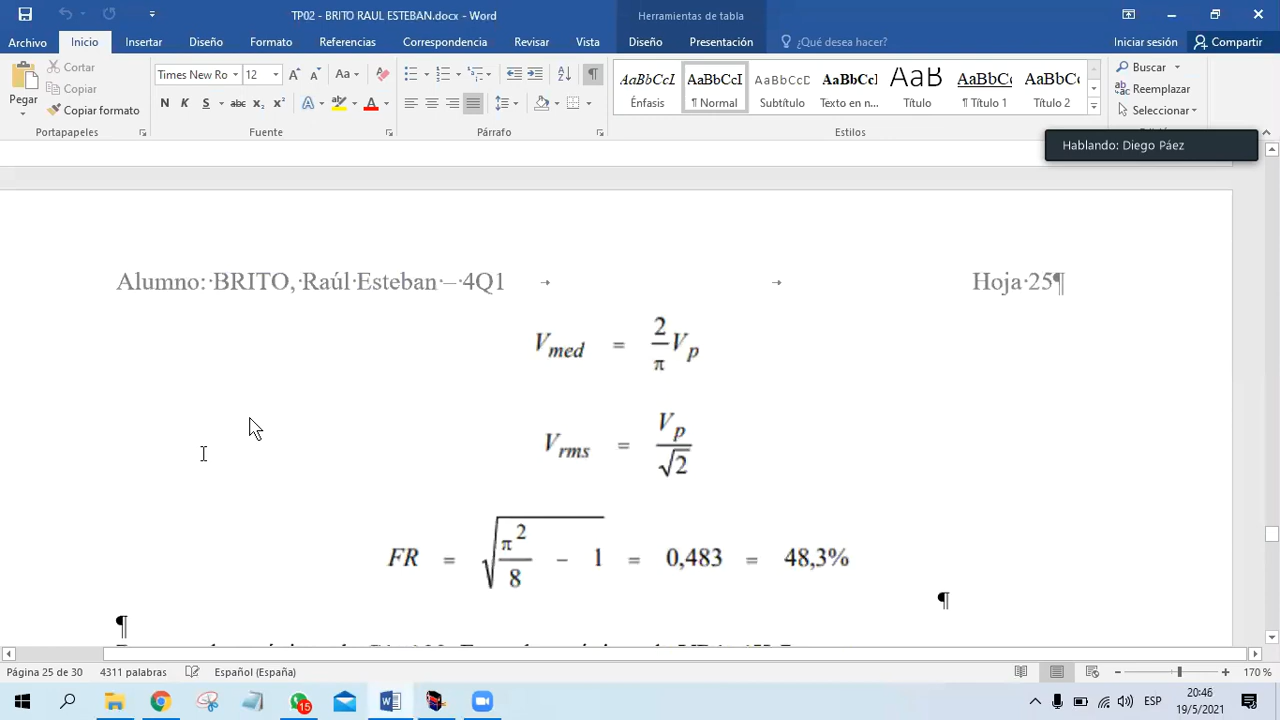 TP02 - BRITO RAUL ESTEBAN.docx - Word
Herramientas de tabla
Archivo Inicio Insertar Diseño Formato Referencias Correspondencia Revisar Vista Diseño Presentación ¿Qué desea hacer? Iniciar sesión Compartir
Pegar
Cortar
Copiar
Copiar formato
Portapapeles
Times New Ro 12
N K S abc x₂ x²
Fuente
Párrafo
AaBbCcI AaBbCcI AaBbCcD AaBbCcI AaB AaBbCc AaBbCc
Énfasis ¶ Normal Subtítulo Texto en n... Título ¶ Título 1 Título 2
Estilos
Buscar
Reemplazar
Seleccionar
Hablando: Diego Páez
Alumno: BRITO, Raúl Esteban – 4Q1 → → Hoja 25¶
V_med = 2/π V_p
V_rms = V_p/√2
FR = √(π²/8 − 1) = 0,483 = 48,3%
¶
¶
Página 25 de 30 4311 palabras Español (España) 170 %
15
ESP
20:46
19/5/2021